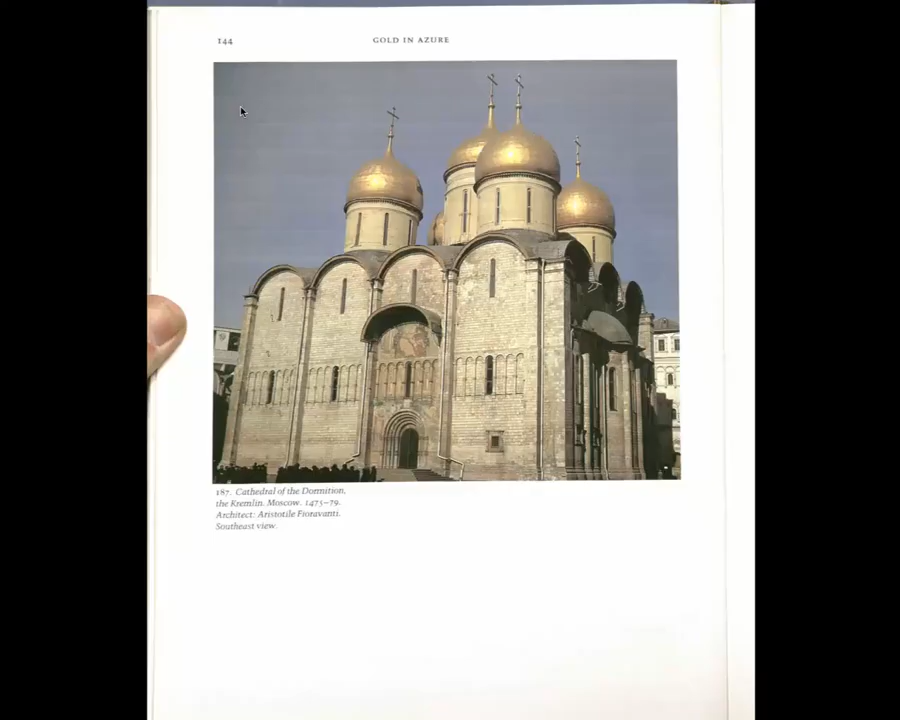 144
GOLD IN AZURE
187. Cathedral of the Dormition,
the Kremlin. Moscow. 1475–79.
Architect: Aristotile Fioravanti.
Southeast view.